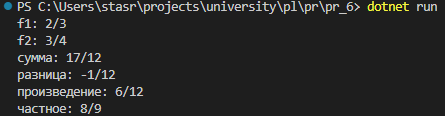 PS C:\Users\stasr\projects\university\pl\pr\pr_6> dotnet run
f1: 2/3
f2: 3/4
сумма: 17/12
разница: -1/12
произведение: 6/12
частное: 8/9